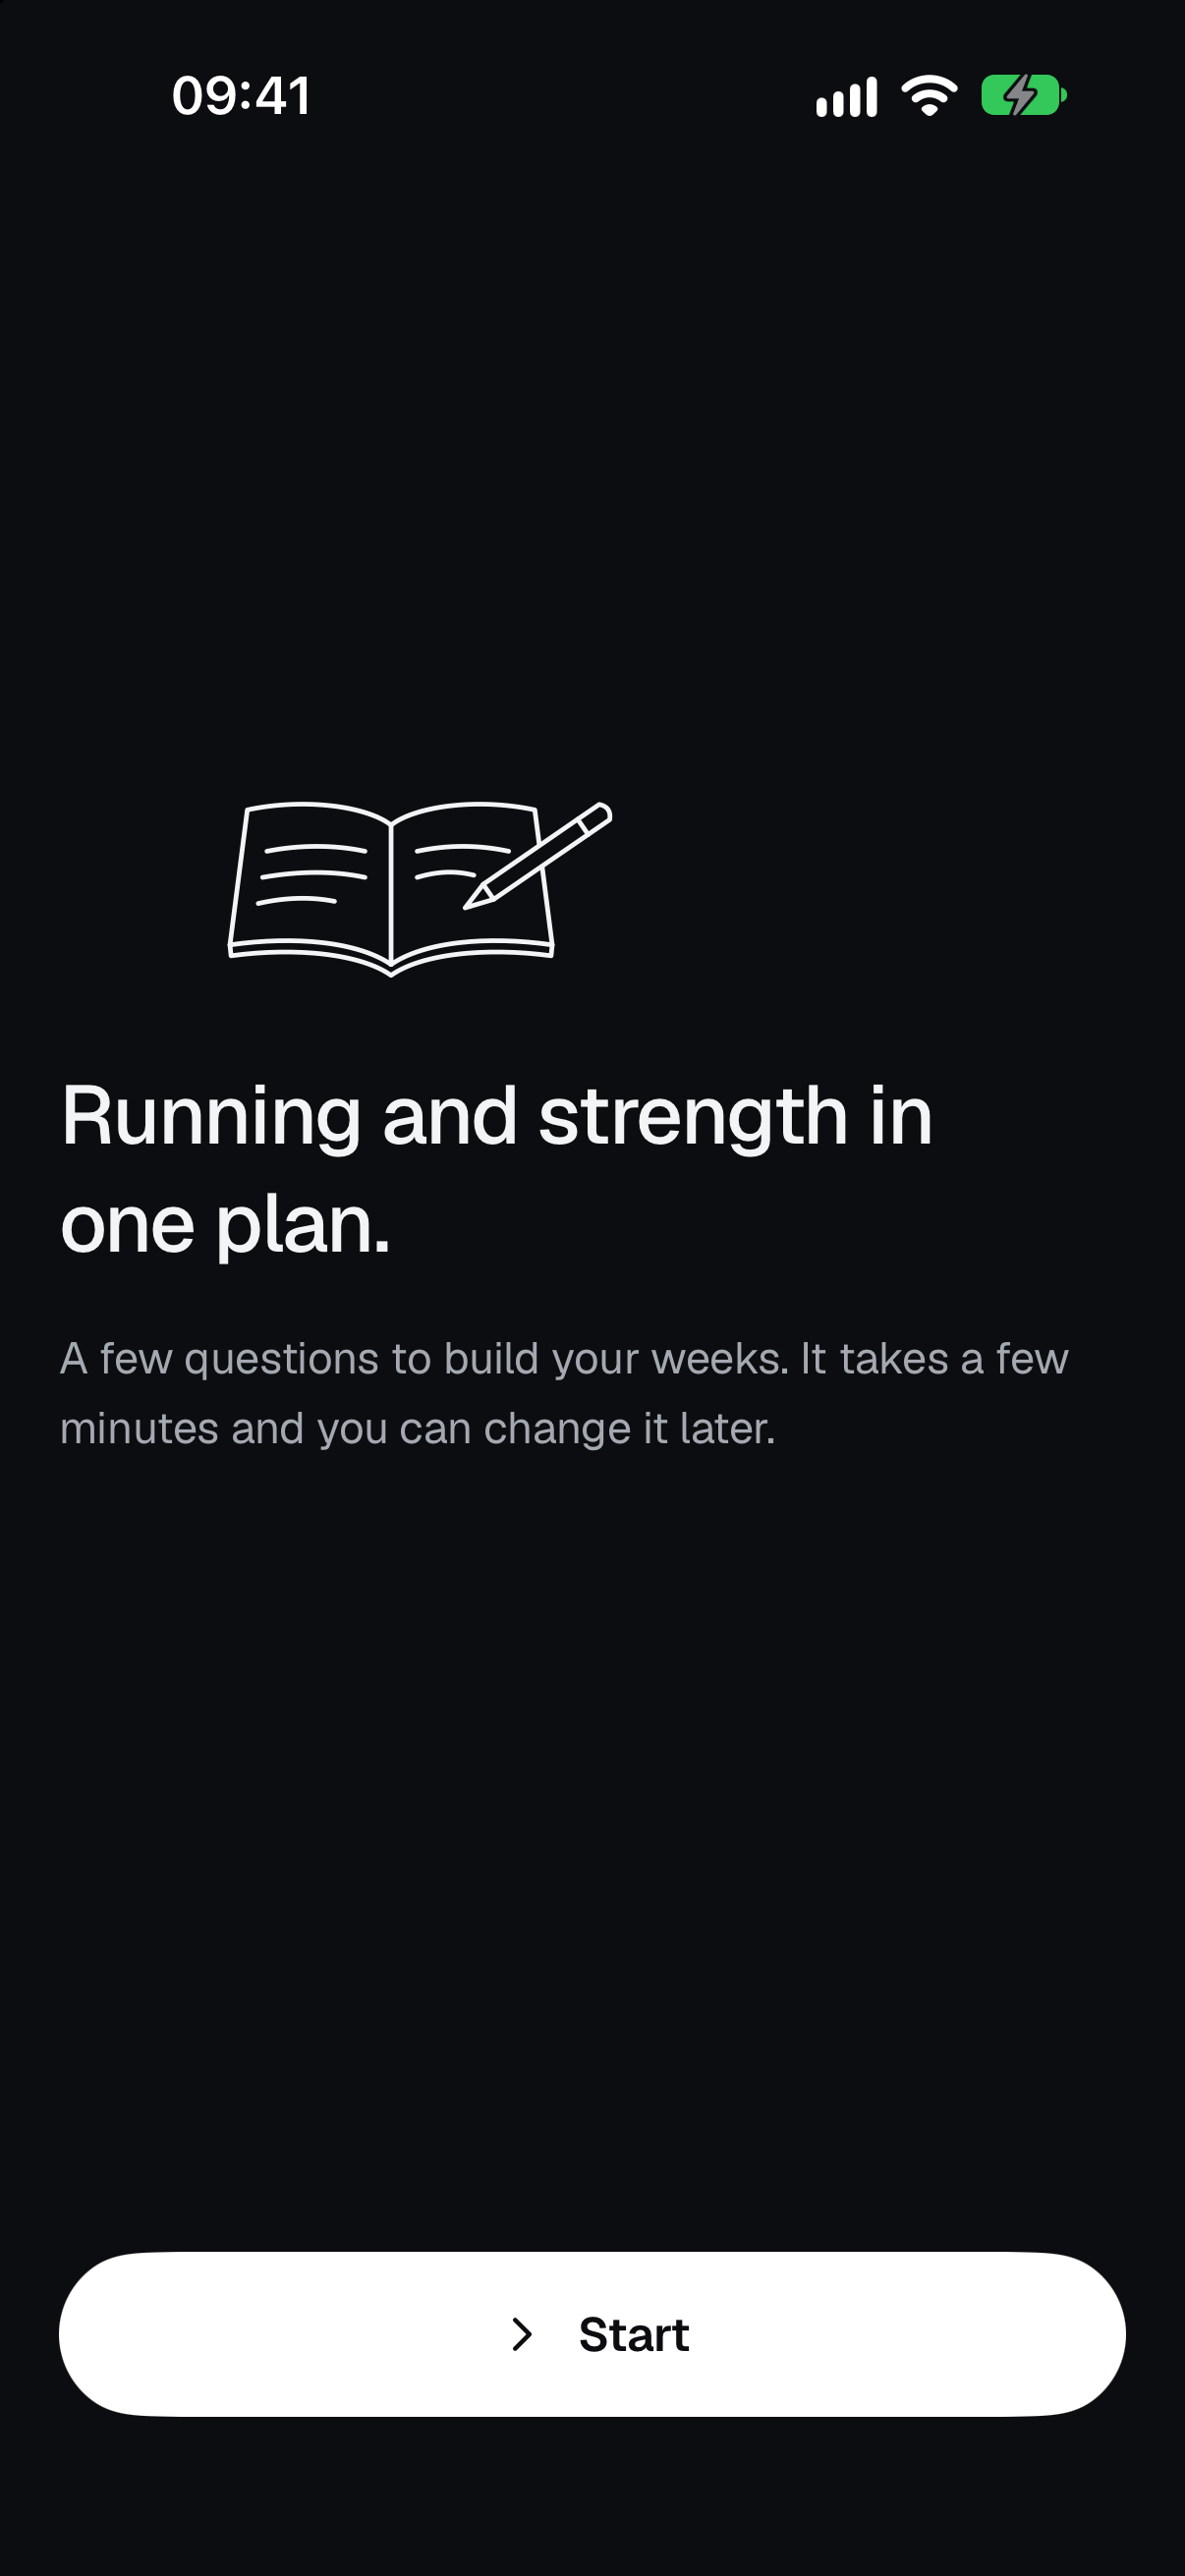 09:41
Running and strength in
one plan.
A few questions to build your weeks. It takes a few
minutes and you can change it later.
Start